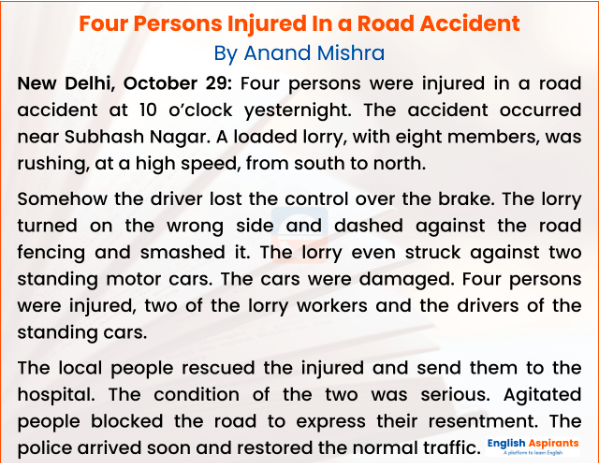 Four Persons Injured In a Road Accident
By Anand Mishra
New Delhi, October 29: Four persons were injured in a road
accident at 10 o'clock yesternight. The accident occurred
near Subhash Nagar. A loaded lorry, with eight members, was
rushing, at a high speed, from south to north.
Somehow the driver lost the control over the brake. The lorry
turned on the wrong side and dashed against the road
fencing and smashed it. The lorry even struck against two
standing motor cars. The cars were damaged. Four persons
were injured, two of the lorry workers and the drivers of the
standing cars.
The local people rescued the injured and send them to the
hospital. The condition of the two was serious. Agitated
people blocked the road to express their resentment. The
police arrived soon and restored the normal traffic.
English Aspirants
A platform to learn English